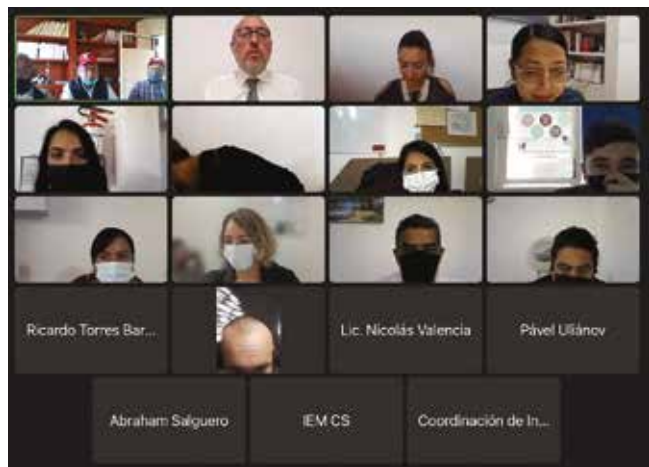 Ricardo Torres Bar...
Lic. Nicolás Valencia
Pável Uliánov
Abraham Salguero
IEM CS
Coordinación de In...